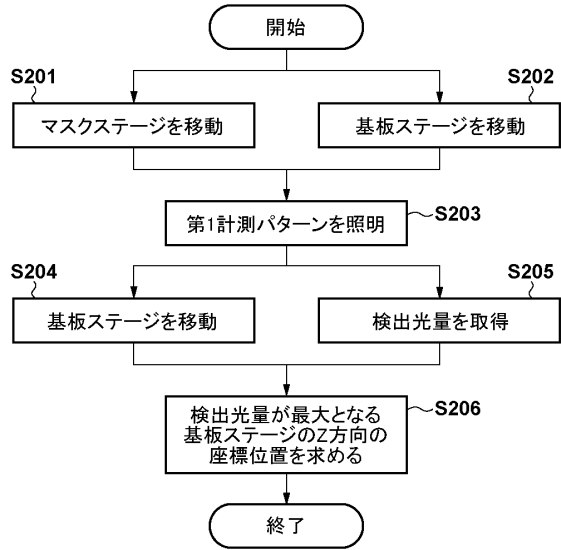 開始
S201
マスクステージを移動
S202
基板ステージを移動
S203
第1計測パターンを照明
S204
基板ステージを移動
S205
検出光量を取得
S206
検出光量が最大となる
基板ステージのZ方向の
座標位置を求める
終了